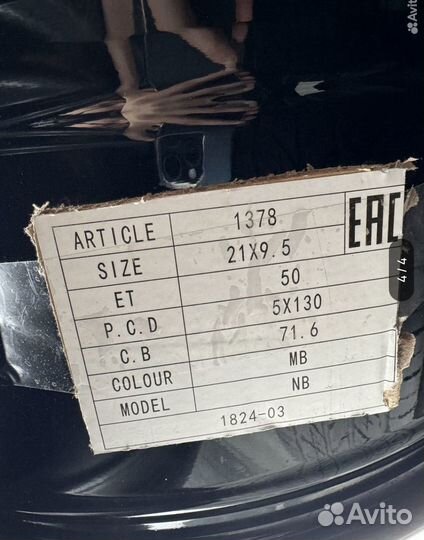 Avito
ARTICLE 1378
EAC
SIZE 21X9.5
ET 50
P.C.D 5X130
C.B 71.6
COLOUR MB
MODEL NB
1824-03
4/4
Avito